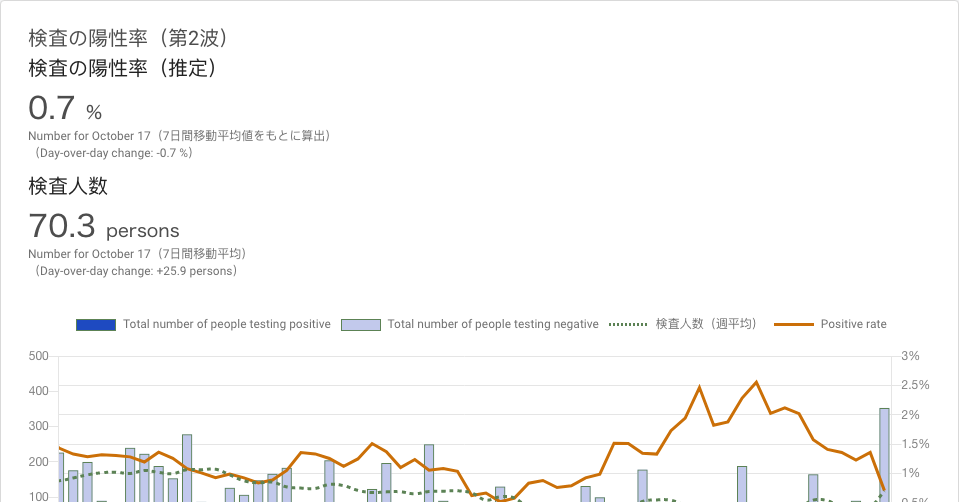 検査の陽性率（第2波）
検査の陽性率（推定）
0.7 %
Number for October 17（7日間移動平均値をもとに算出）
（Day-over-day change: -0.7 %）
検査人数
70.3 persons
Number for October 17（7日間移動平均）
（Day-over-day change: +25.9 persons）
Total number of people testing positive Total number of people testing negative 検査人数（週平均） Positive rate
500 3%
400 2.5%
2%
300
1.5%
200
1%
100
0.5%